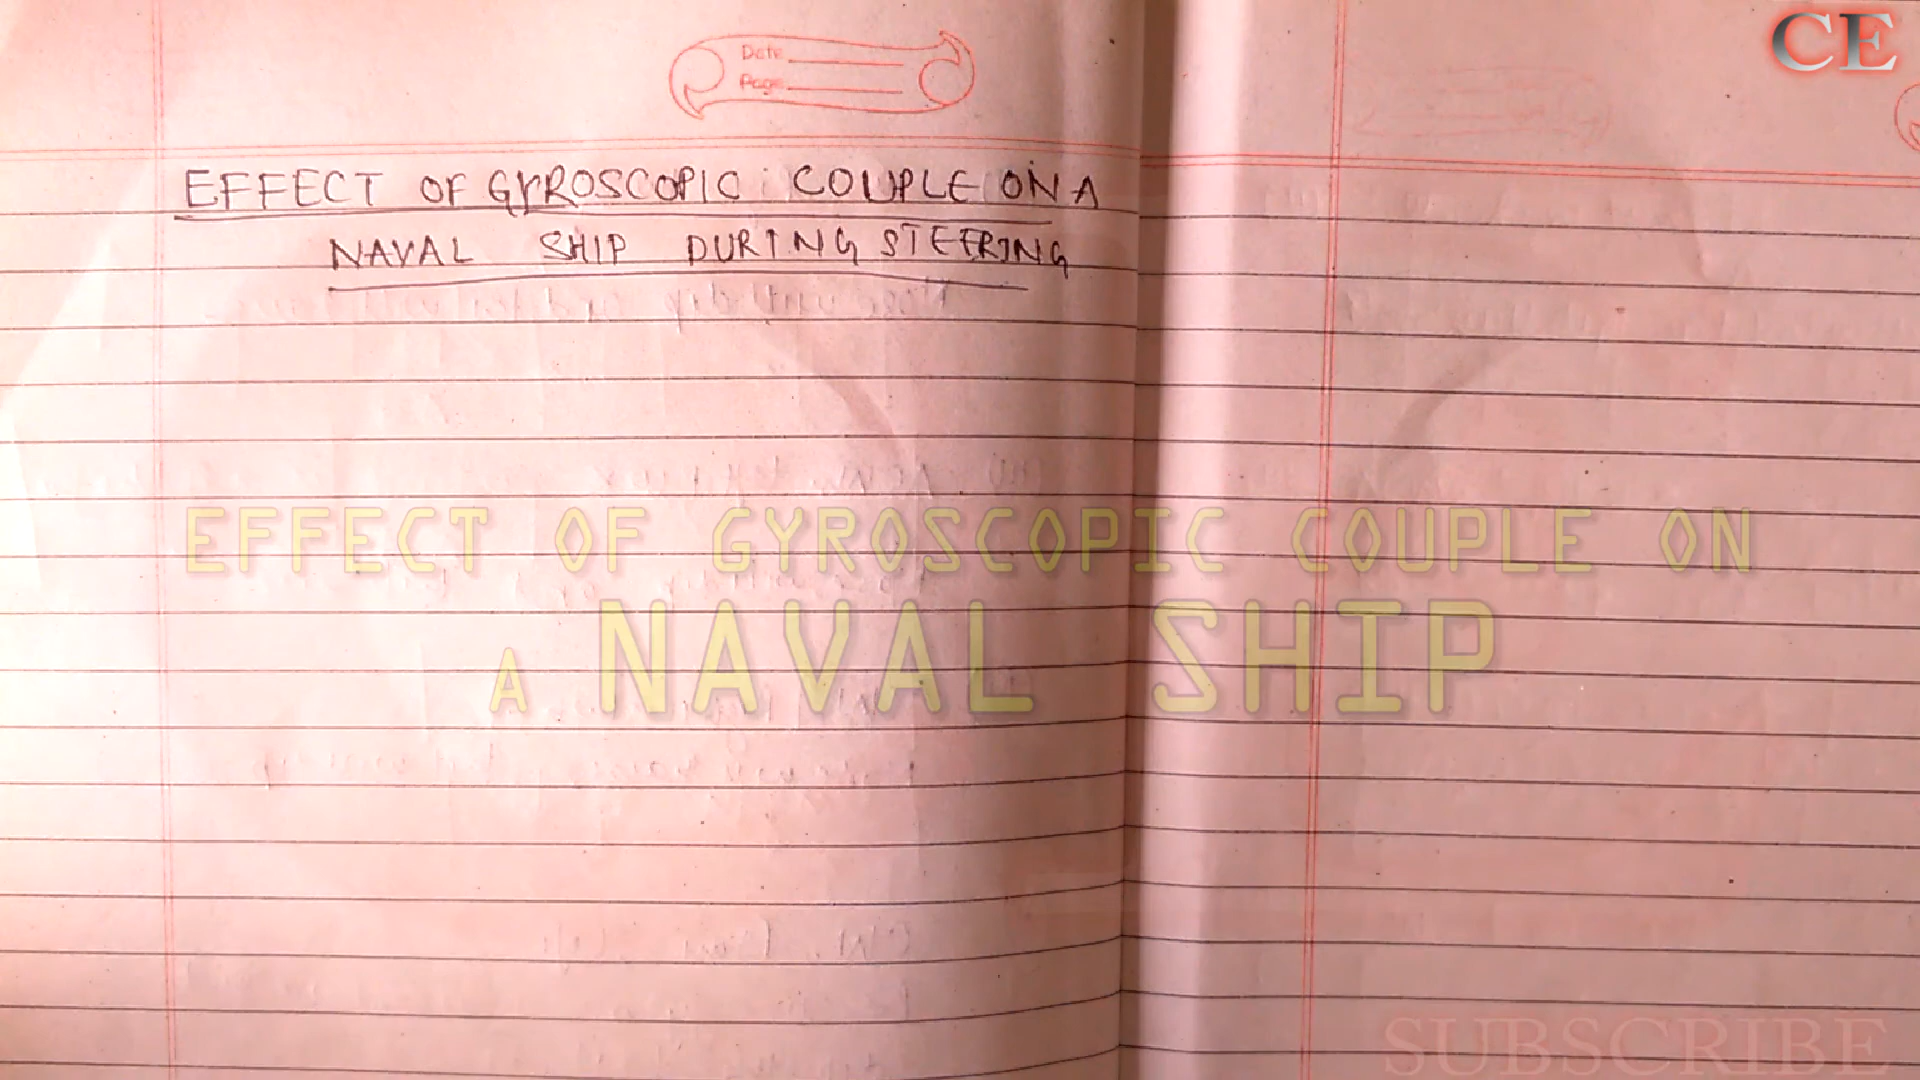 CE
Date
Page
EFFECT OF GYROSCOPIC COUPLE ON A
NAVAL SHIP DURING STEERING
EFFECT OF GYROSCOPIC COUPLE ON
A NAVAL SHIP
SUBSCRIBE